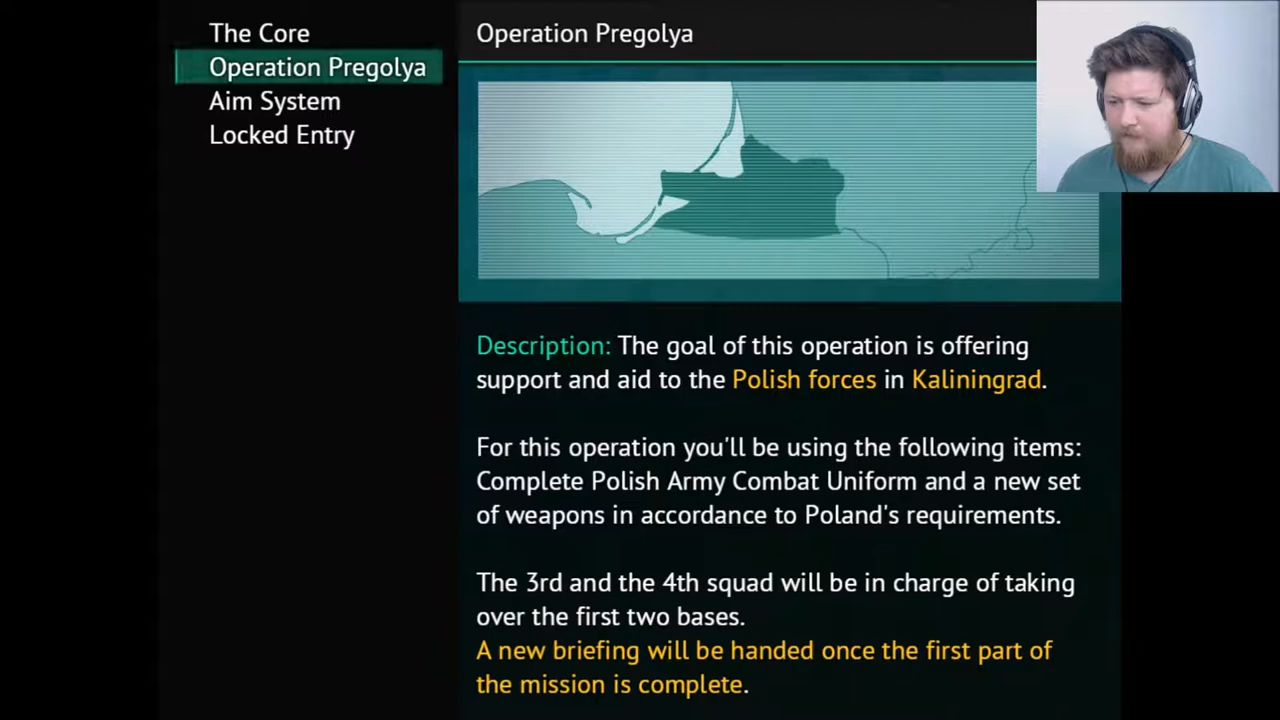 The Core
Operation Pregolya
Aim System
Locked Entry
Operation Pregolya
Description: The goal of this operation is offering
support and aid to the Polish forces in Kaliningrad.
For this operation you'll be using the following items:
Complete Polish Army Combat Uniform and a new set
of weapons in accordance to Poland's requirements.
The 3rd and the 4th squad will be in charge of taking
over the first two bases.
A new briefing will be handed once the first part of
the mission is complete.